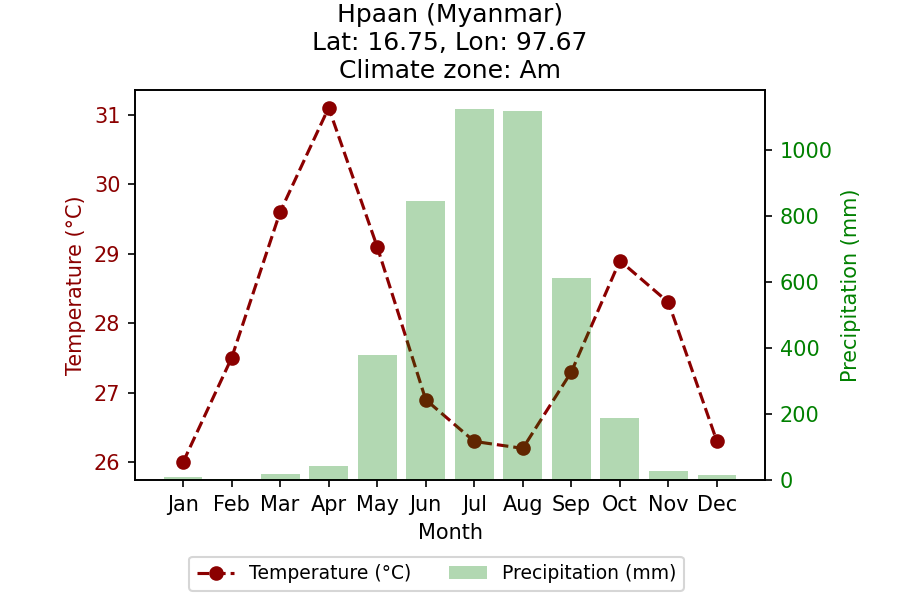 Hpaan (Myanmar)
Lat: 16.75, Lon: 97.67
Climate zone: Am
31
30
29
28
27
26
Temperature (°C)
1000
800
600
400
200
0
Precipitation (mm)
Jan Feb Mar Apr May Jun Jul Aug Sep Oct Nov Dec
Month
Temperature (°C) Precipitation (mm)